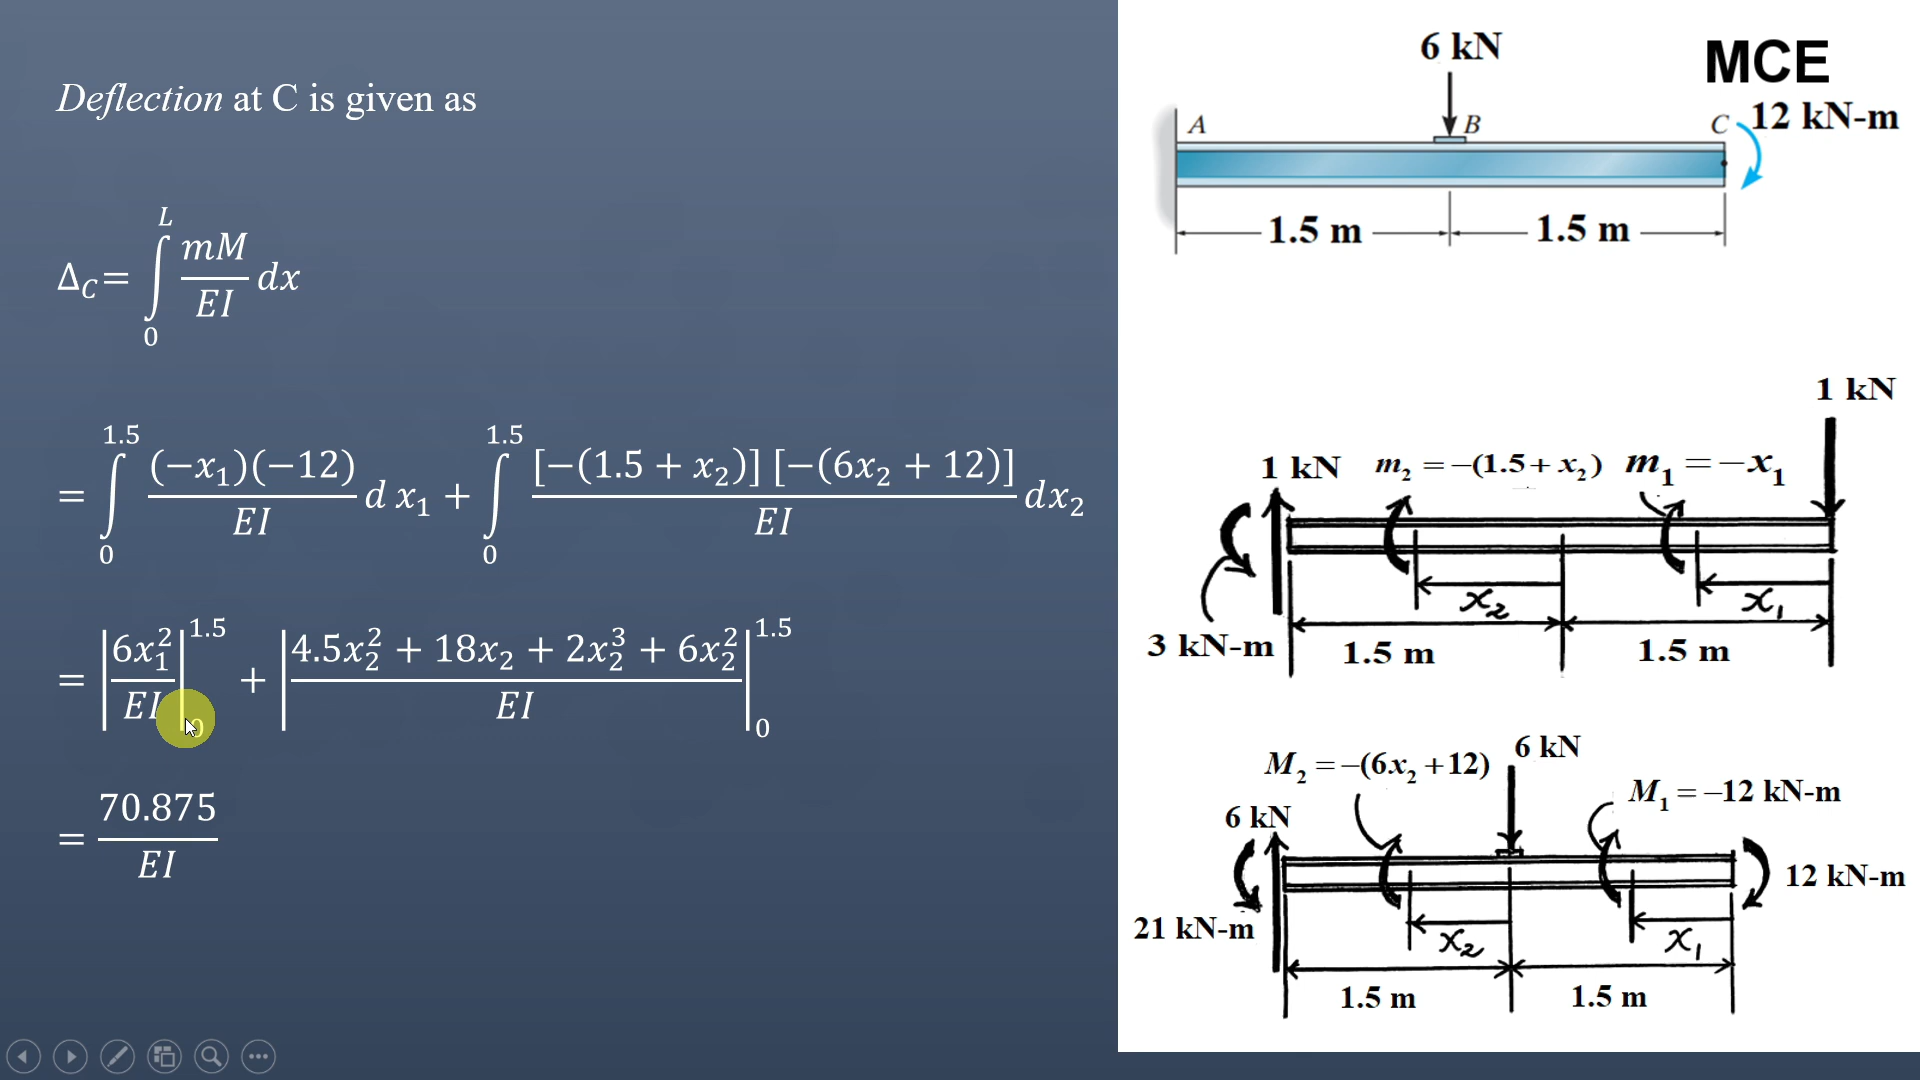 Deflection at C is given as
Δ_C = ∫_0^L mM/EI dx
= ∫_0^1.5 (−x₁)(−12)/EI d x₁ + ∫_0^1.5 [−(1.5 + x₂)] [−(6x₂ + 12)]/EI dx₂
= |6x₁²/EI|_0^1.5 + |4.5x₂² + 18x₂ + 2x₂³ + 6x₂²/EI|_0^1.5
= 70.875/EI
MCE
6 kN
A
B
C
12 kN-m
1.5 m
1.5 m
1 kN
1 kN
m₂ = −(1.5 + x₂)
m₁ = −x₁
x₂
x₁
3 kN-m
1.5 m
1.5 m
6 kN
M₂ = −(6x₂ + 12)
M₁ = −12 kN-m
6 kN
12 kN-m
21 kN-m
x₂
x₁
1.5 m
1.5 m